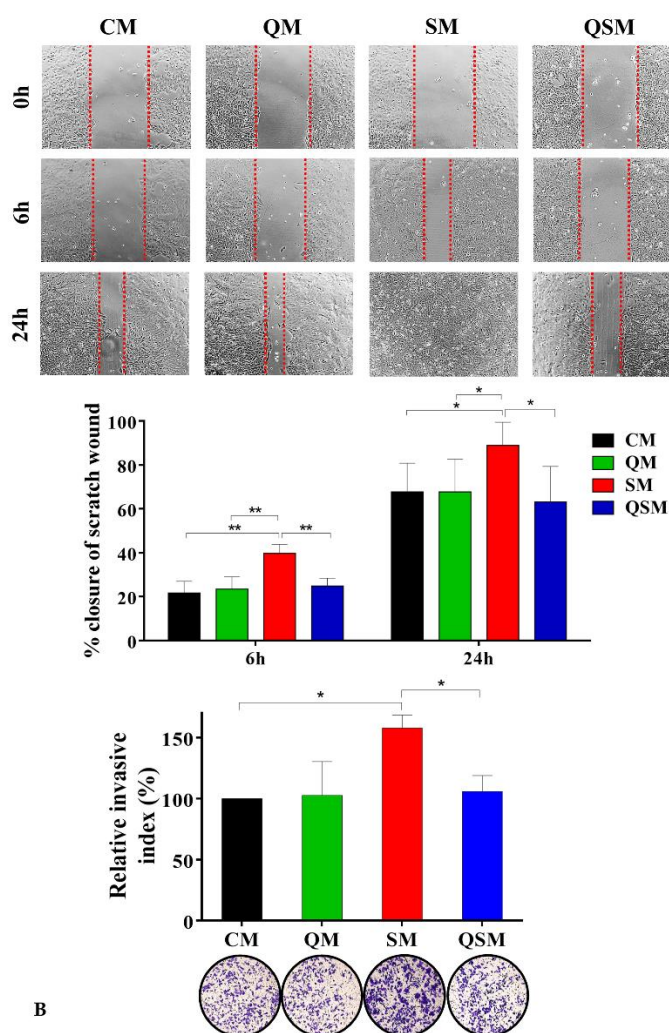 CM QM SM QSM
0h
6h
24h
% closure of scratch wound
100
80
60
40
20
0
** ** **
* * *
6h 24h
CM
QM
SM
QSM
Relative invasive
index (%)
150
100
50
0
* *
CM QM SM QSM
B